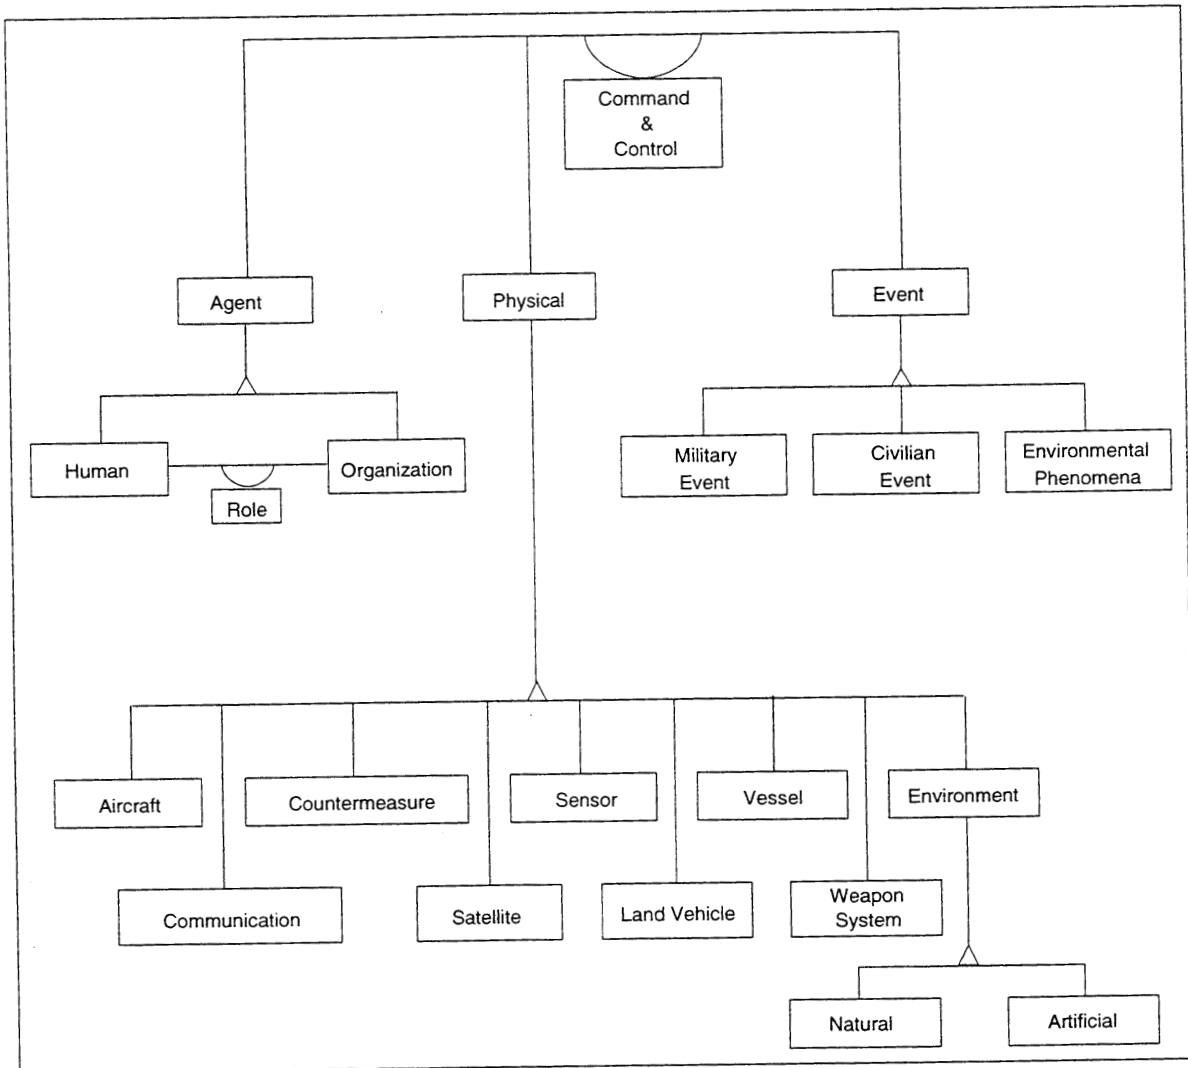 Command
&
Control
Agent
Physical
Event
Human
Organization
Role
Military
Event
Civilian
Event
Environmental
Phenomena
Aircraft
Countermeasure
Sensor
Vessel
Environment
Communication
Satellite
Land Vehicle
Weapon
System
Natural
Artificial